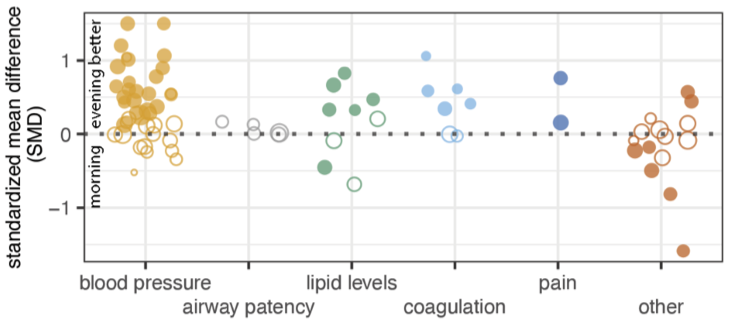 standardized mean difference
(SMD)
1
0
−1
evening better
morning
blood pressure
airway patency
lipid levels
coagulation
pain
other